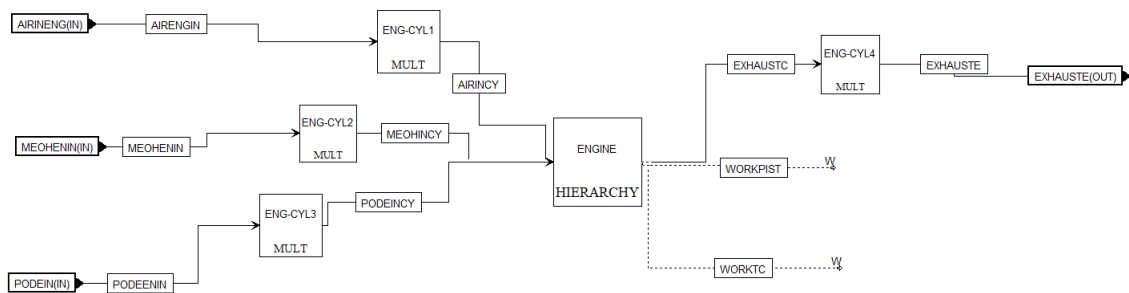 AIRINENG(IN)
AIRENGIN
ENG-CYL1
MULT
AIRINCY
MEOHENIN(IN)
MEOHENIN
ENG-CYL2
MULT
MEOHINCY
PODEIN(IN)
PODEENIN
ENG-CYL3
MULT
PODEINCY
ENGINE
HIERARCHY
EXHAUSTC
ENG-CYL4
MULT
EXHAUSTE
EXHAUSTE(OUT)
WORKPIST
W
WORKTC
W